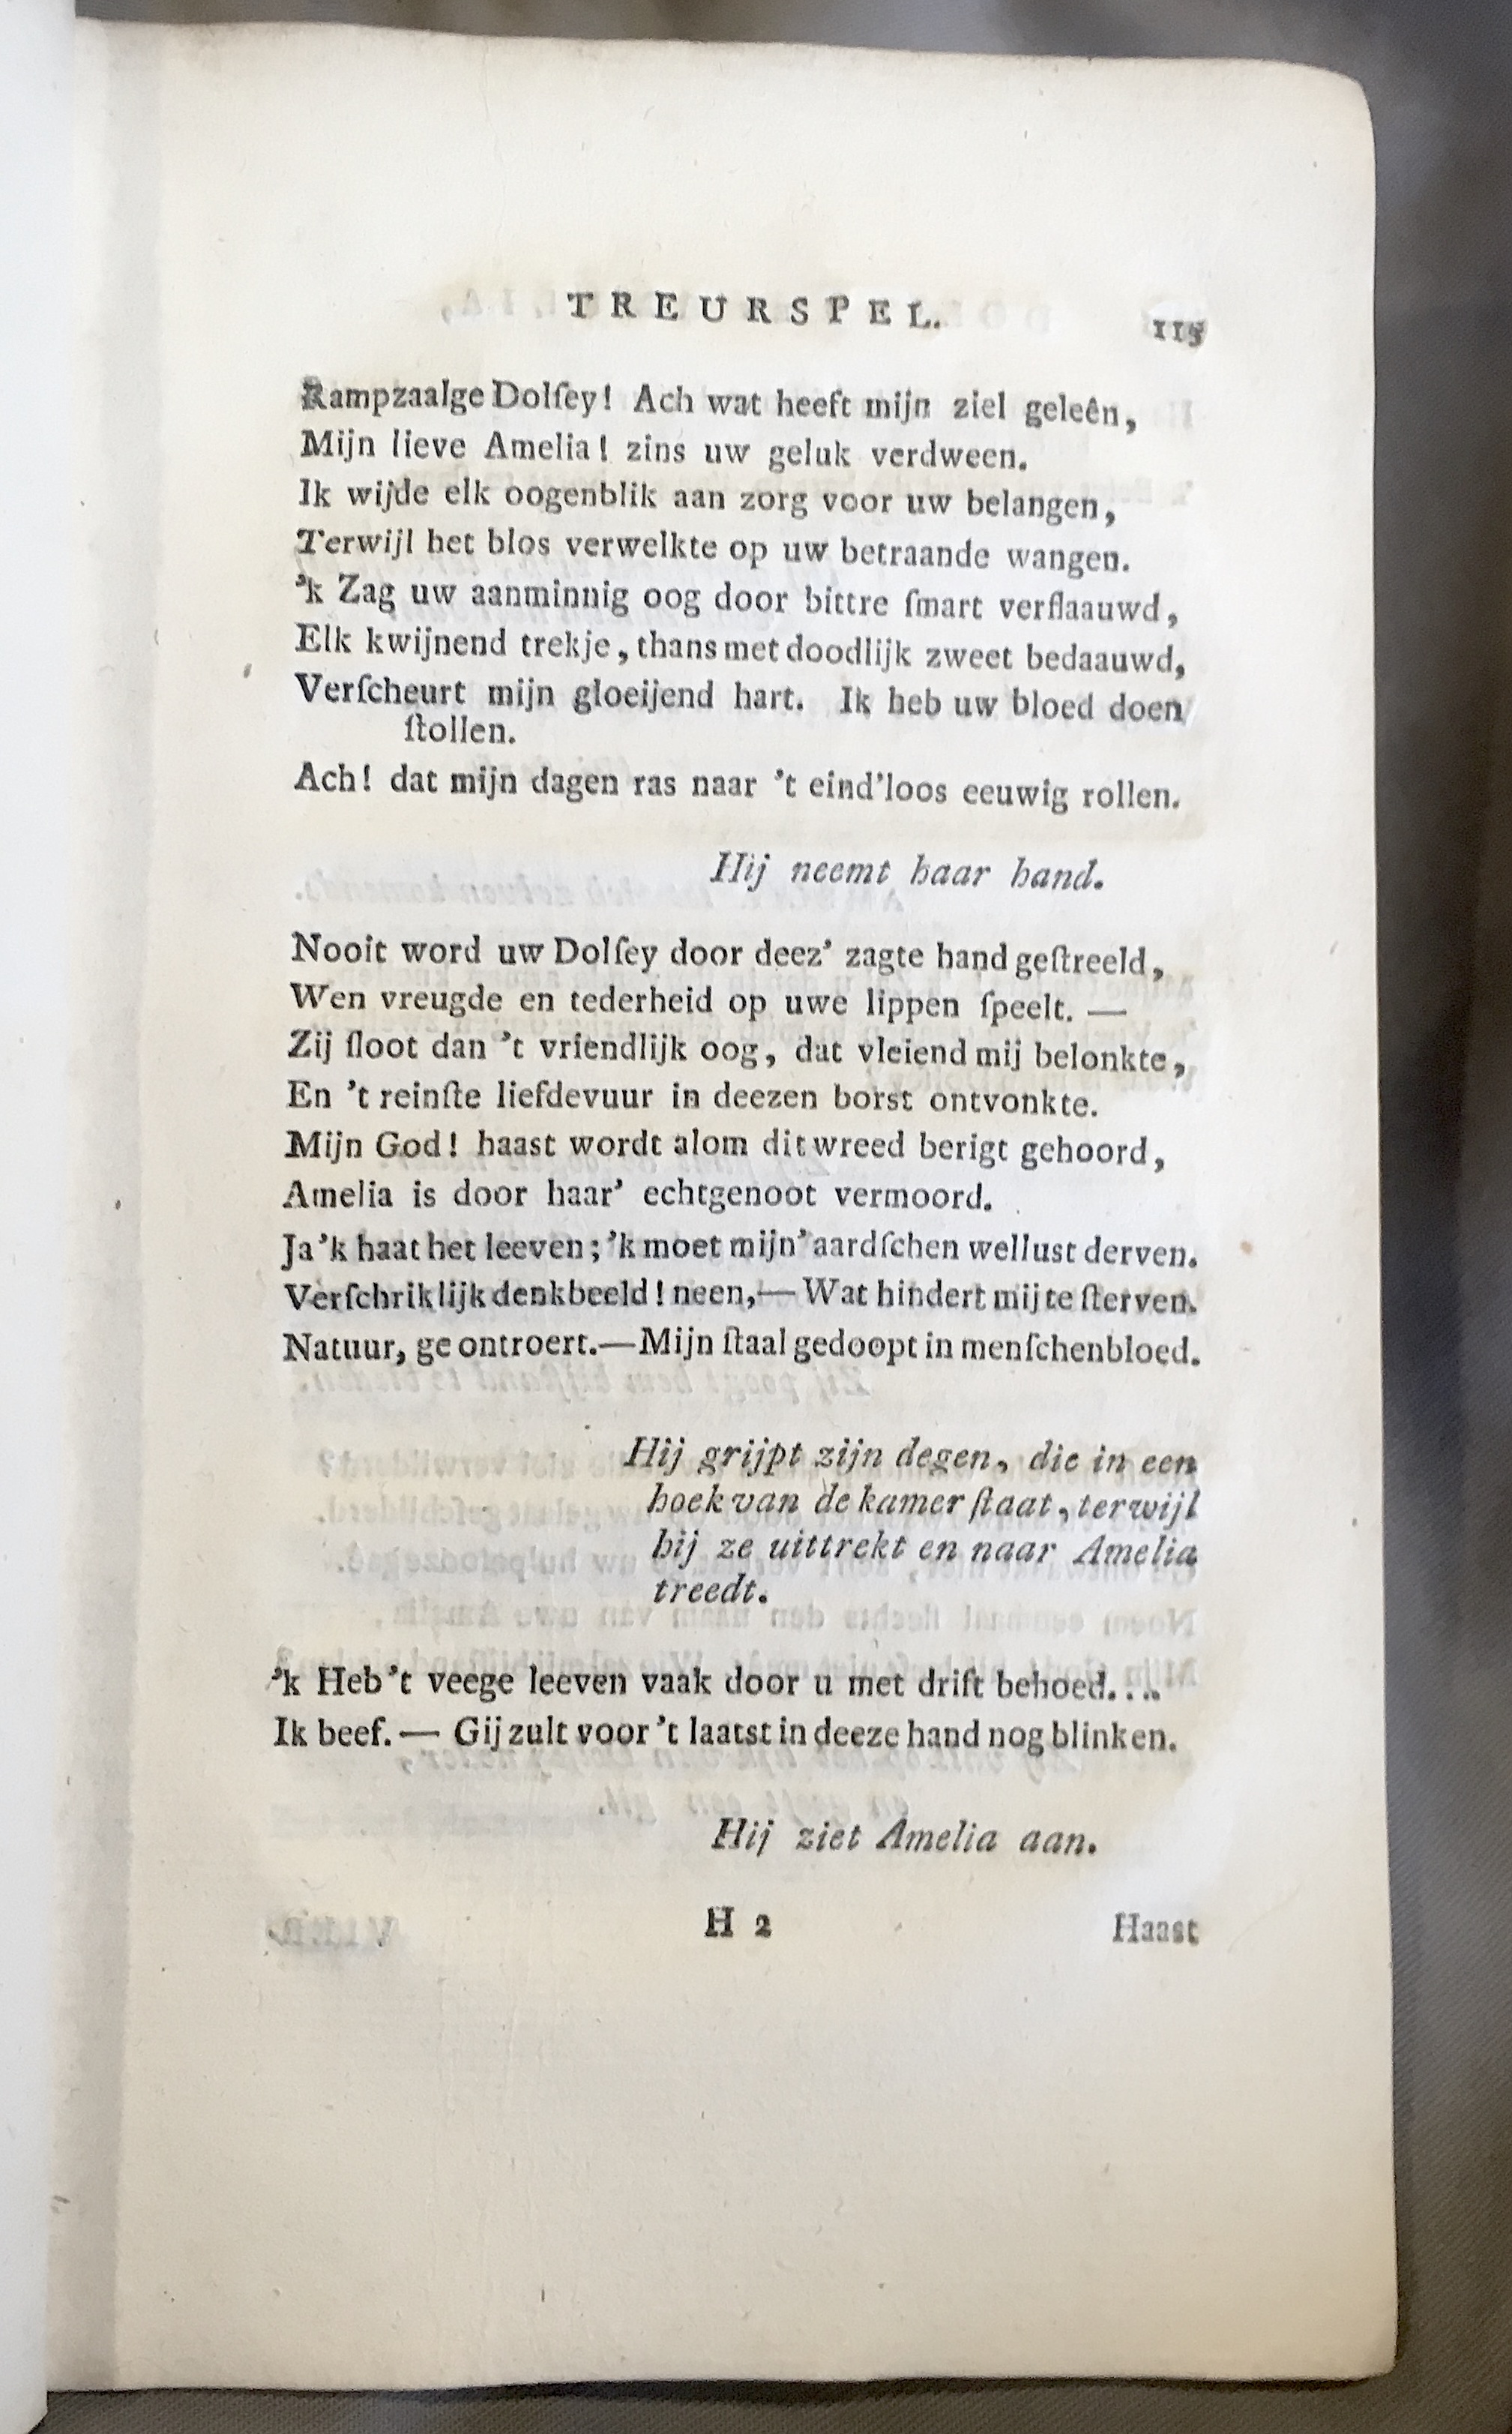 TREURSPEL. 115
Rampzaalge Dolſey! Ach wat heeft mijn ziel geleên,
Mijn lieve Amelia! zins uw geluk verdween.
Ik wijde elk oogenblik aan zorg voor uw belangen,
Terwijl het blos verwelkte op uw betraande wangen.
’k Zag uw aanminnig oog door bittre ſmart verflaauwd,
Elk kwijnend trekje, thans met doodlijk zweet bedaauwd,
Verſcheurt mijn gloeijend hart. Ik heb uw bloed doen
ſtollen.
Ach! dat mijn dagen ras naar ’t eind’loos eeuwig rollen.
Hij neemt haar hand.
Nooit word uw Dolſey door deez’ zagte hand geſtreeld,
Wen vreugde en tederheid op uwe lippen ſpeelt. —
Zij ſloot dan ’t vriendlijk oog, dat vleiend mij belonkte,
En ’t reinſte liefdevuur in deezen borst ontvonkte.
Mijn God! haast wordt alom dit wreed berigt gehoord,
Amelia is door haar’ echtgenoot vermoord.
Ja ’k haat het leeven; ’k moet mijn’ aardſchen wellust derven.
Verſchriklijk denkbeeld! neen,— Wat hindert mij te ſterven.
Natuur, ge ontroert.—Mijn ſtaal gedoopt in menſchenbloed.
Hij grijpt zijn degen, die in een
hoek van de kamer ſtaat, terwijl
hij ze uittrekt en naar Amelia
treedt.
’k Heb ’t veege leeven vaak door u met drift behoed....
Ik beef. — Gij zult voor ’t laatst in deeze hand nog blinken.
Hij ziet Amelia aan.
H 2 Haast